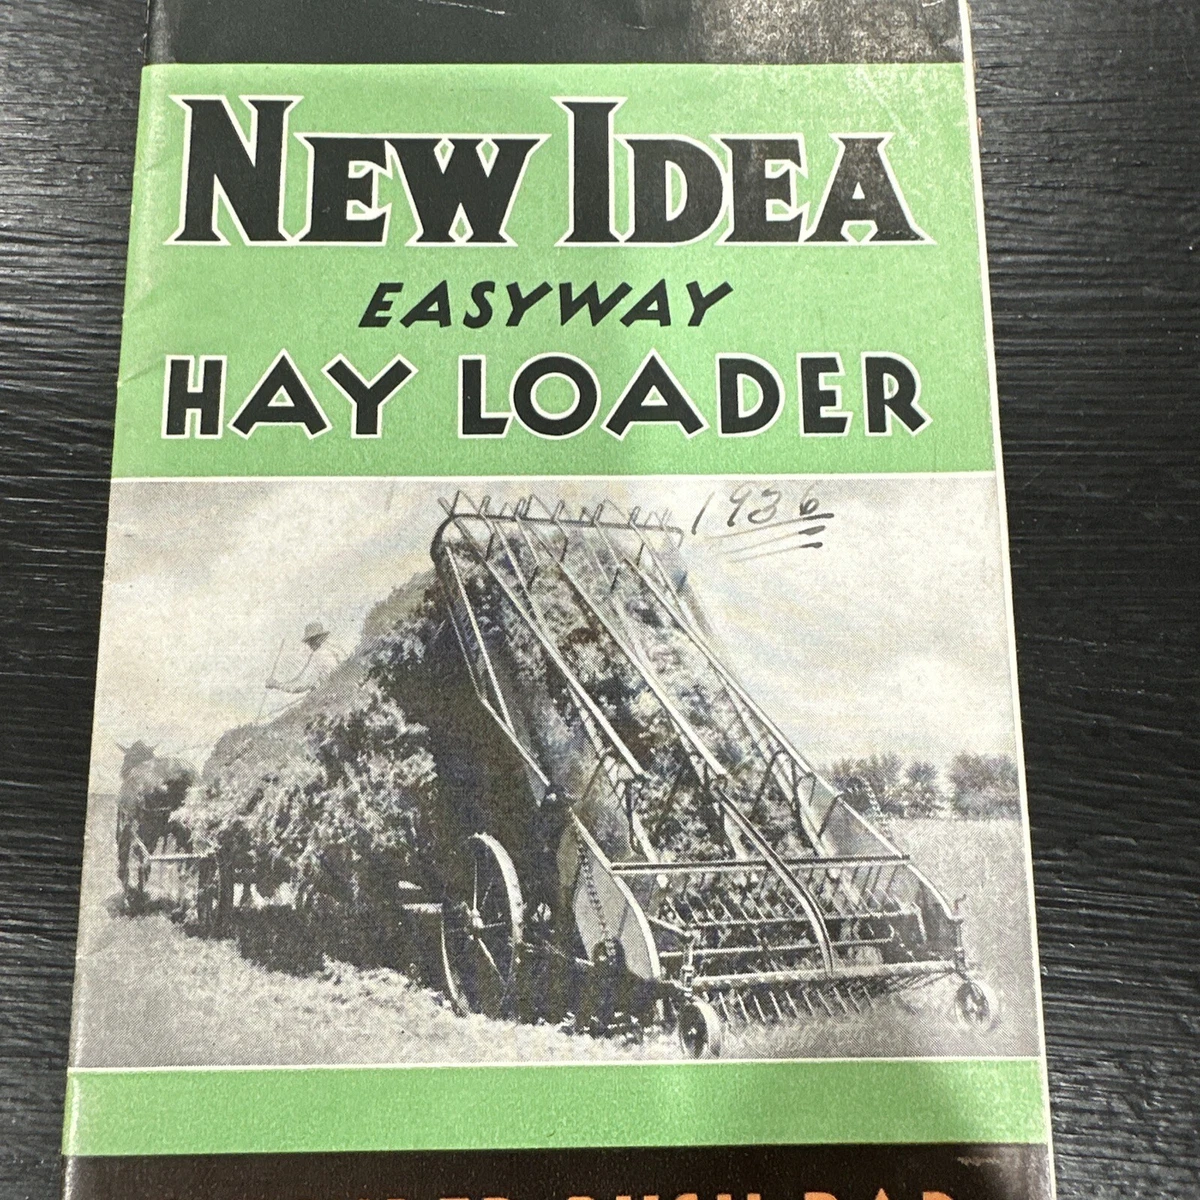 NEW IDEA
EASYWAY
HAY LOADER
1936